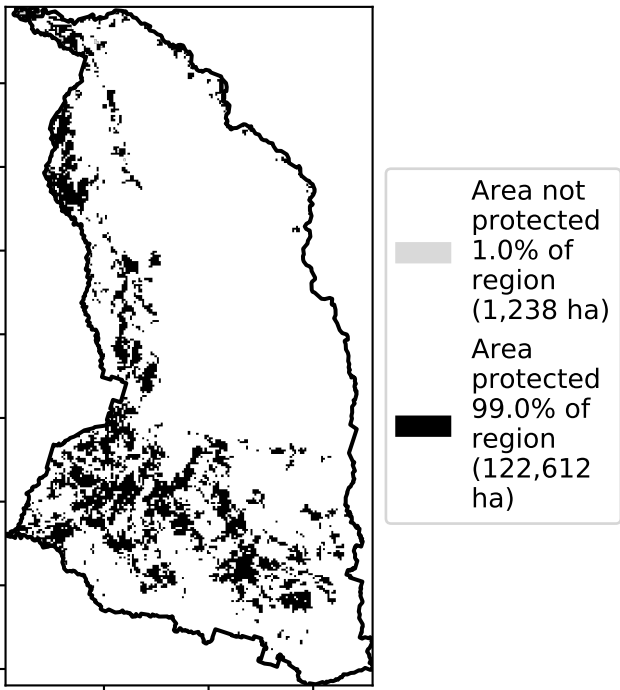 Area not
protected
1.0% of
region
(1,238 ha)
Area
protected
99.0% of
region
(122,612
ha)